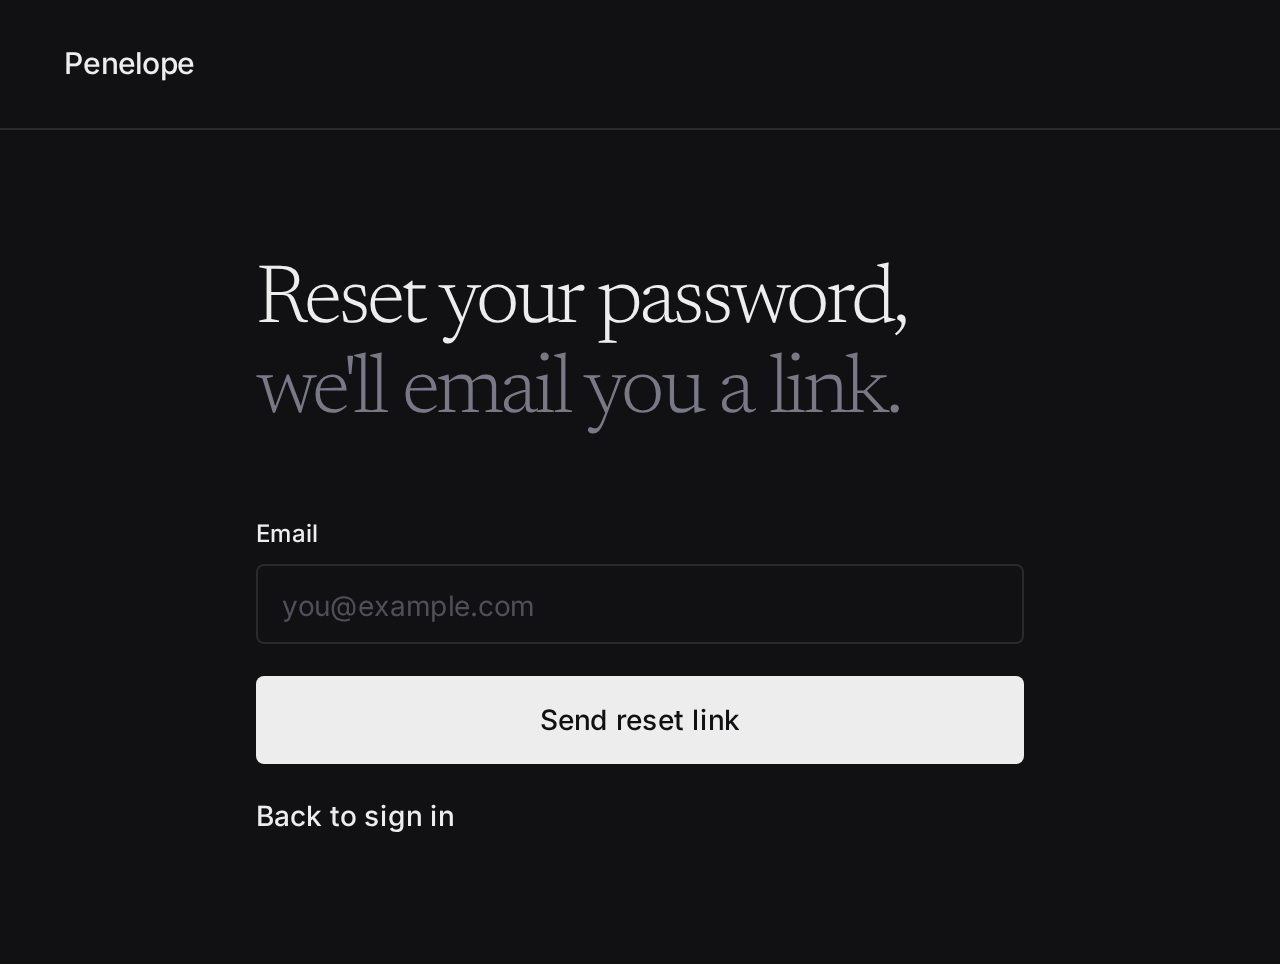 Penelope
Reset your password,
we'll email you a link.
Email
you@example.com
Send reset link
Back to sign in